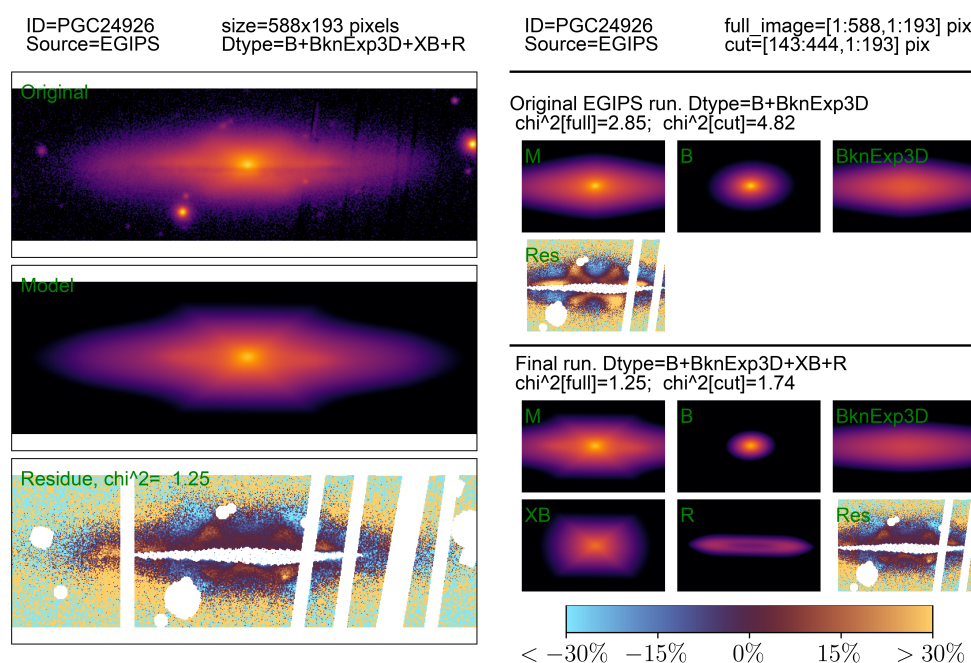 ID=PGC24926 size=588x193 pixels
Source=EGIPS Dtype=B+BknExp3D+XB+R
Original
Model
Residue, chi^2= 1.25
ID=PGC24926 full_image=[1:588,1:193] pix
Source=EGIPS cut=[143:444,1:193] pix
Original EGIPS run. Dtype=B+BknExp3D
chi^2[full]=2.85; chi^2[cut]=4.82
M B BknExp3D
Res
Final run. Dtype=B+BknExp3D+XB+R
chi^2[full]=1.25; chi^2[cut]=1.74
M B BknExp3D
XB R Res
< −30% −15% 0% 15% > 30%